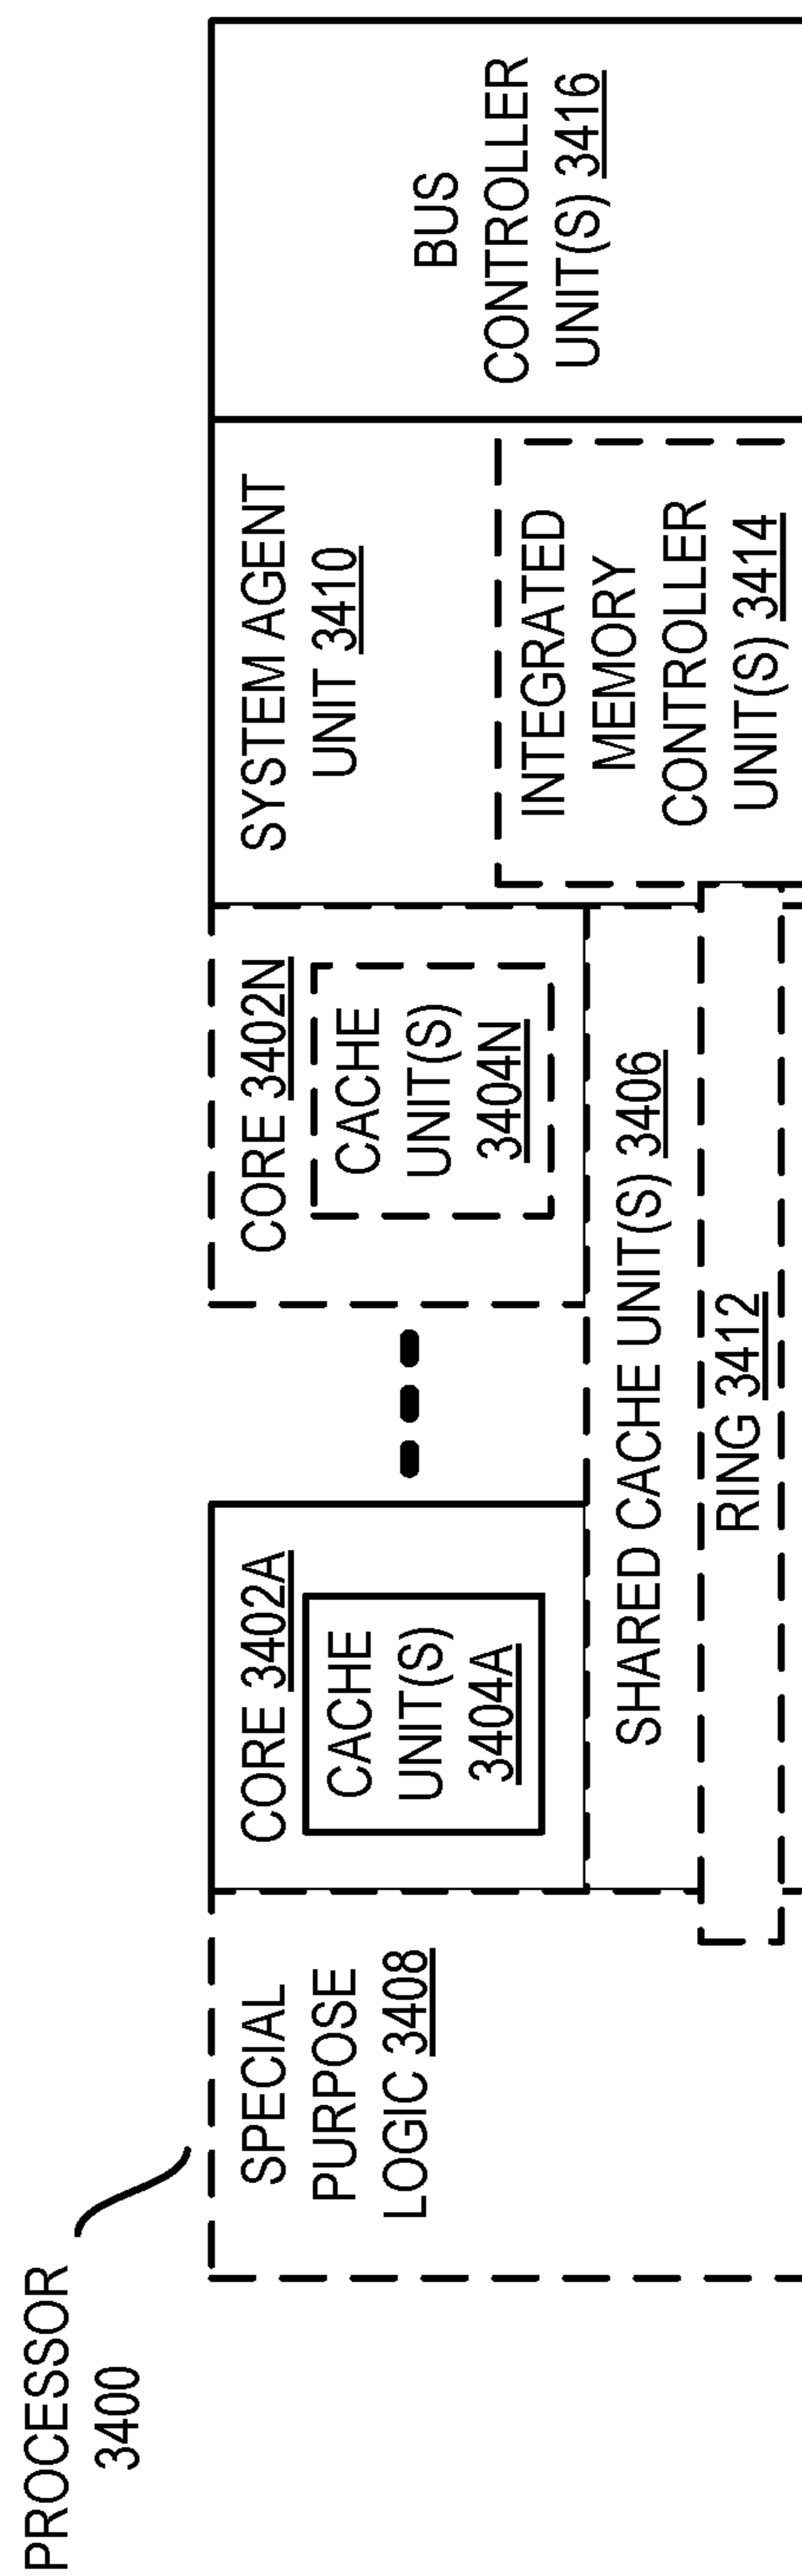 PROCESSOR
3400
SPECIAL
PURPOSE
LOGIC 3408
CORE 3402A
CACHE
UNIT(S)
3404A
CORE 3402N
CACHE
UNIT(S)
3404N
SHARED CACHE UNIT(S) 3406
RING 3412
SYSTEM AGENT
UNIT 3410
INTEGRATED
MEMORY
CONTROLLER
UNIT(S) 3414
BUS
CONTROLLER
UNIT(S) 3416